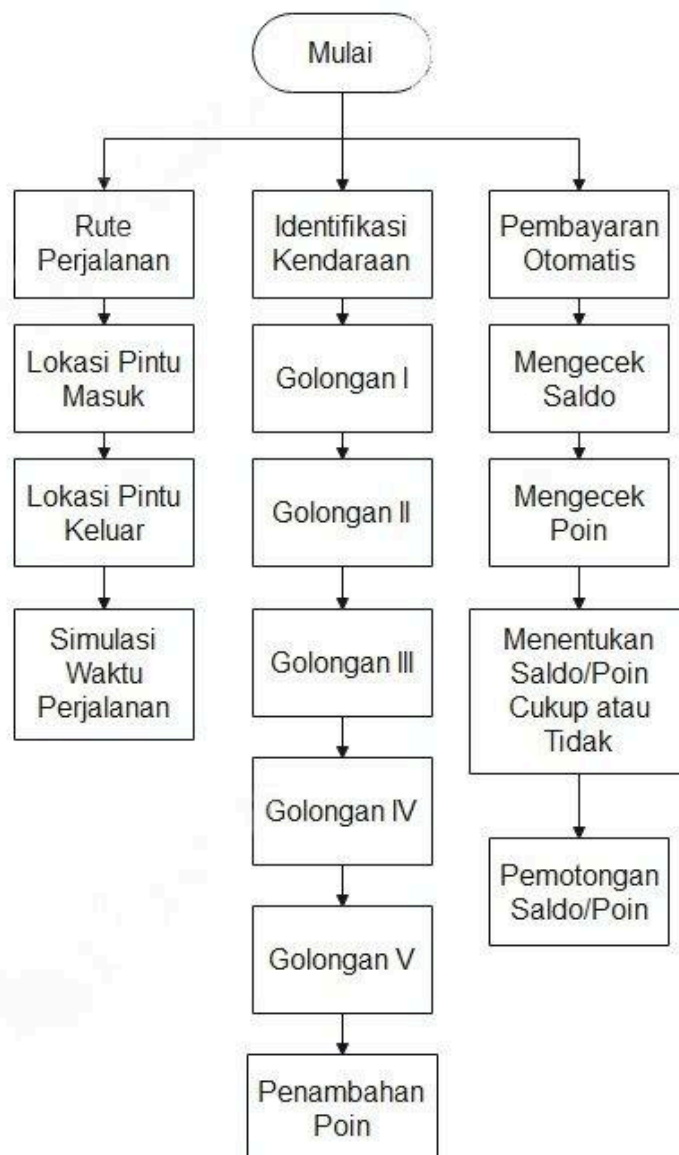 Mulai
Rute
Perjalanan
Lokasi Pintu
Masuk
Lokasi Pintu
Keluar
Simulasi
Waktu
Perjalanan
Identifikasi
Kendaraan
Golongan I
Golongan II
Golongan III
Golongan IV
Golongan V
Penambahan
Poin
Pembayaran
Otomatis
Mengecek
Saldo
Mengecek
Poin
Menentukan
Saldo/Poin
Cukup atau
Tidak
Pemotongan
Saldo/Poin